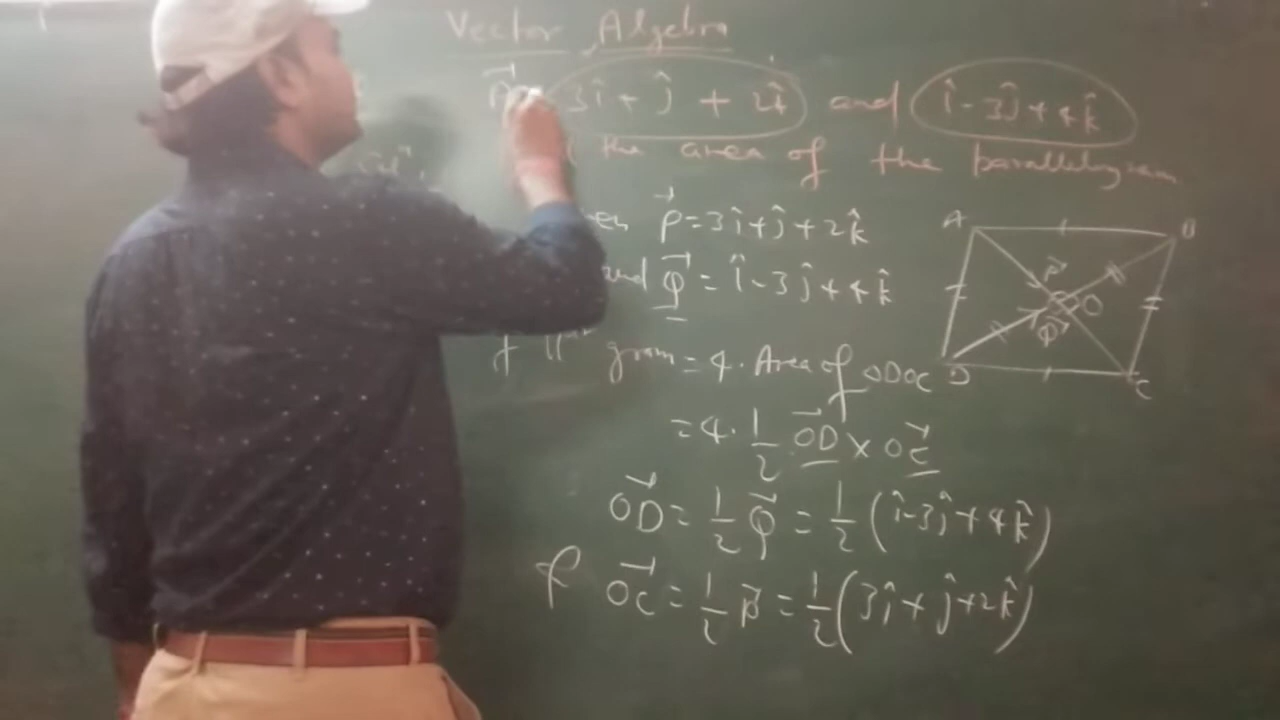 Vector Algebra
3î + ĵ + 2k̂ and î - 3ĵ + 4k̂
the area of the parallelogram
P⃗ = 3î + ĵ + 2k̂
and Q⃗ = î - 3ĵ + 4k̂
gram = 4. Area of ODOC
= 4. 1/2 OD⃗ × OC⃗
OD⃗ = 1/2 Q⃗ = 1/2 (î - 3ĵ + 4k̂)
OC⃗ = 1/2 P⃗ = 1/2 (3î + ĵ + 2k̂)
A B
P⃗ O
Q⃗
D C